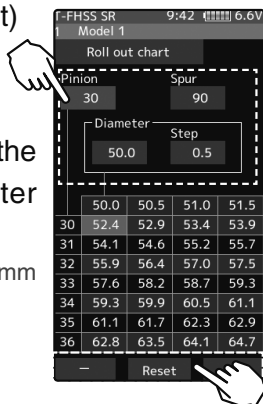 t)
T-FHSS SR 9:42 6.6V
1 Model 1
Roll out chart
Pinion Spur
30 90
the
Diameter
Step
50.0 0.5
ter
50.0 50.5 51.0 51.5
30 52.4 52.9 53.4 53.9
31 54.1 54.6 55.2 55.7
mm
32 55.9 56.4 57.0 57.5
33 57.6 58.2 58.7 59.3
34 59.3 59.9 60.5 61.1
35 61.1 61.7 62.3 62.9
36 62.8 63.5 64.1 64.7
– Reset